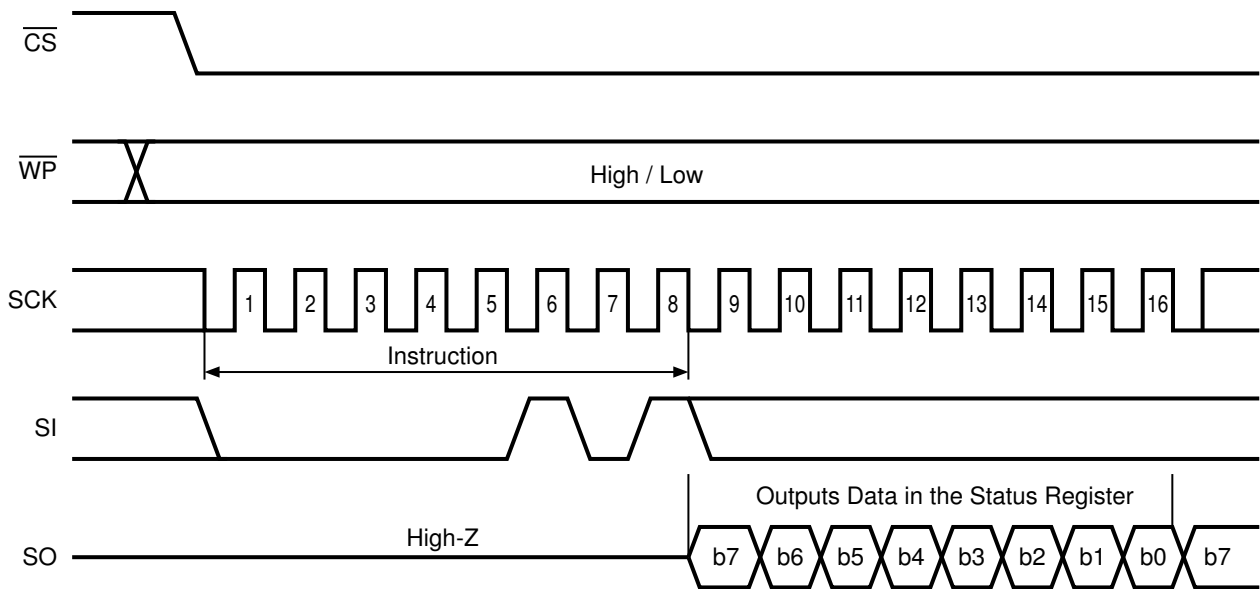 CS
WP
High / Low
SCK
1 2 3 4 5 6 7 8 9 10 11 12 13 14 15 16
Instruction
SI
Outputs Data in the Status Register
High-Z
SO
b7 b6 b5 b4 b3 b2 b1 b0 b7